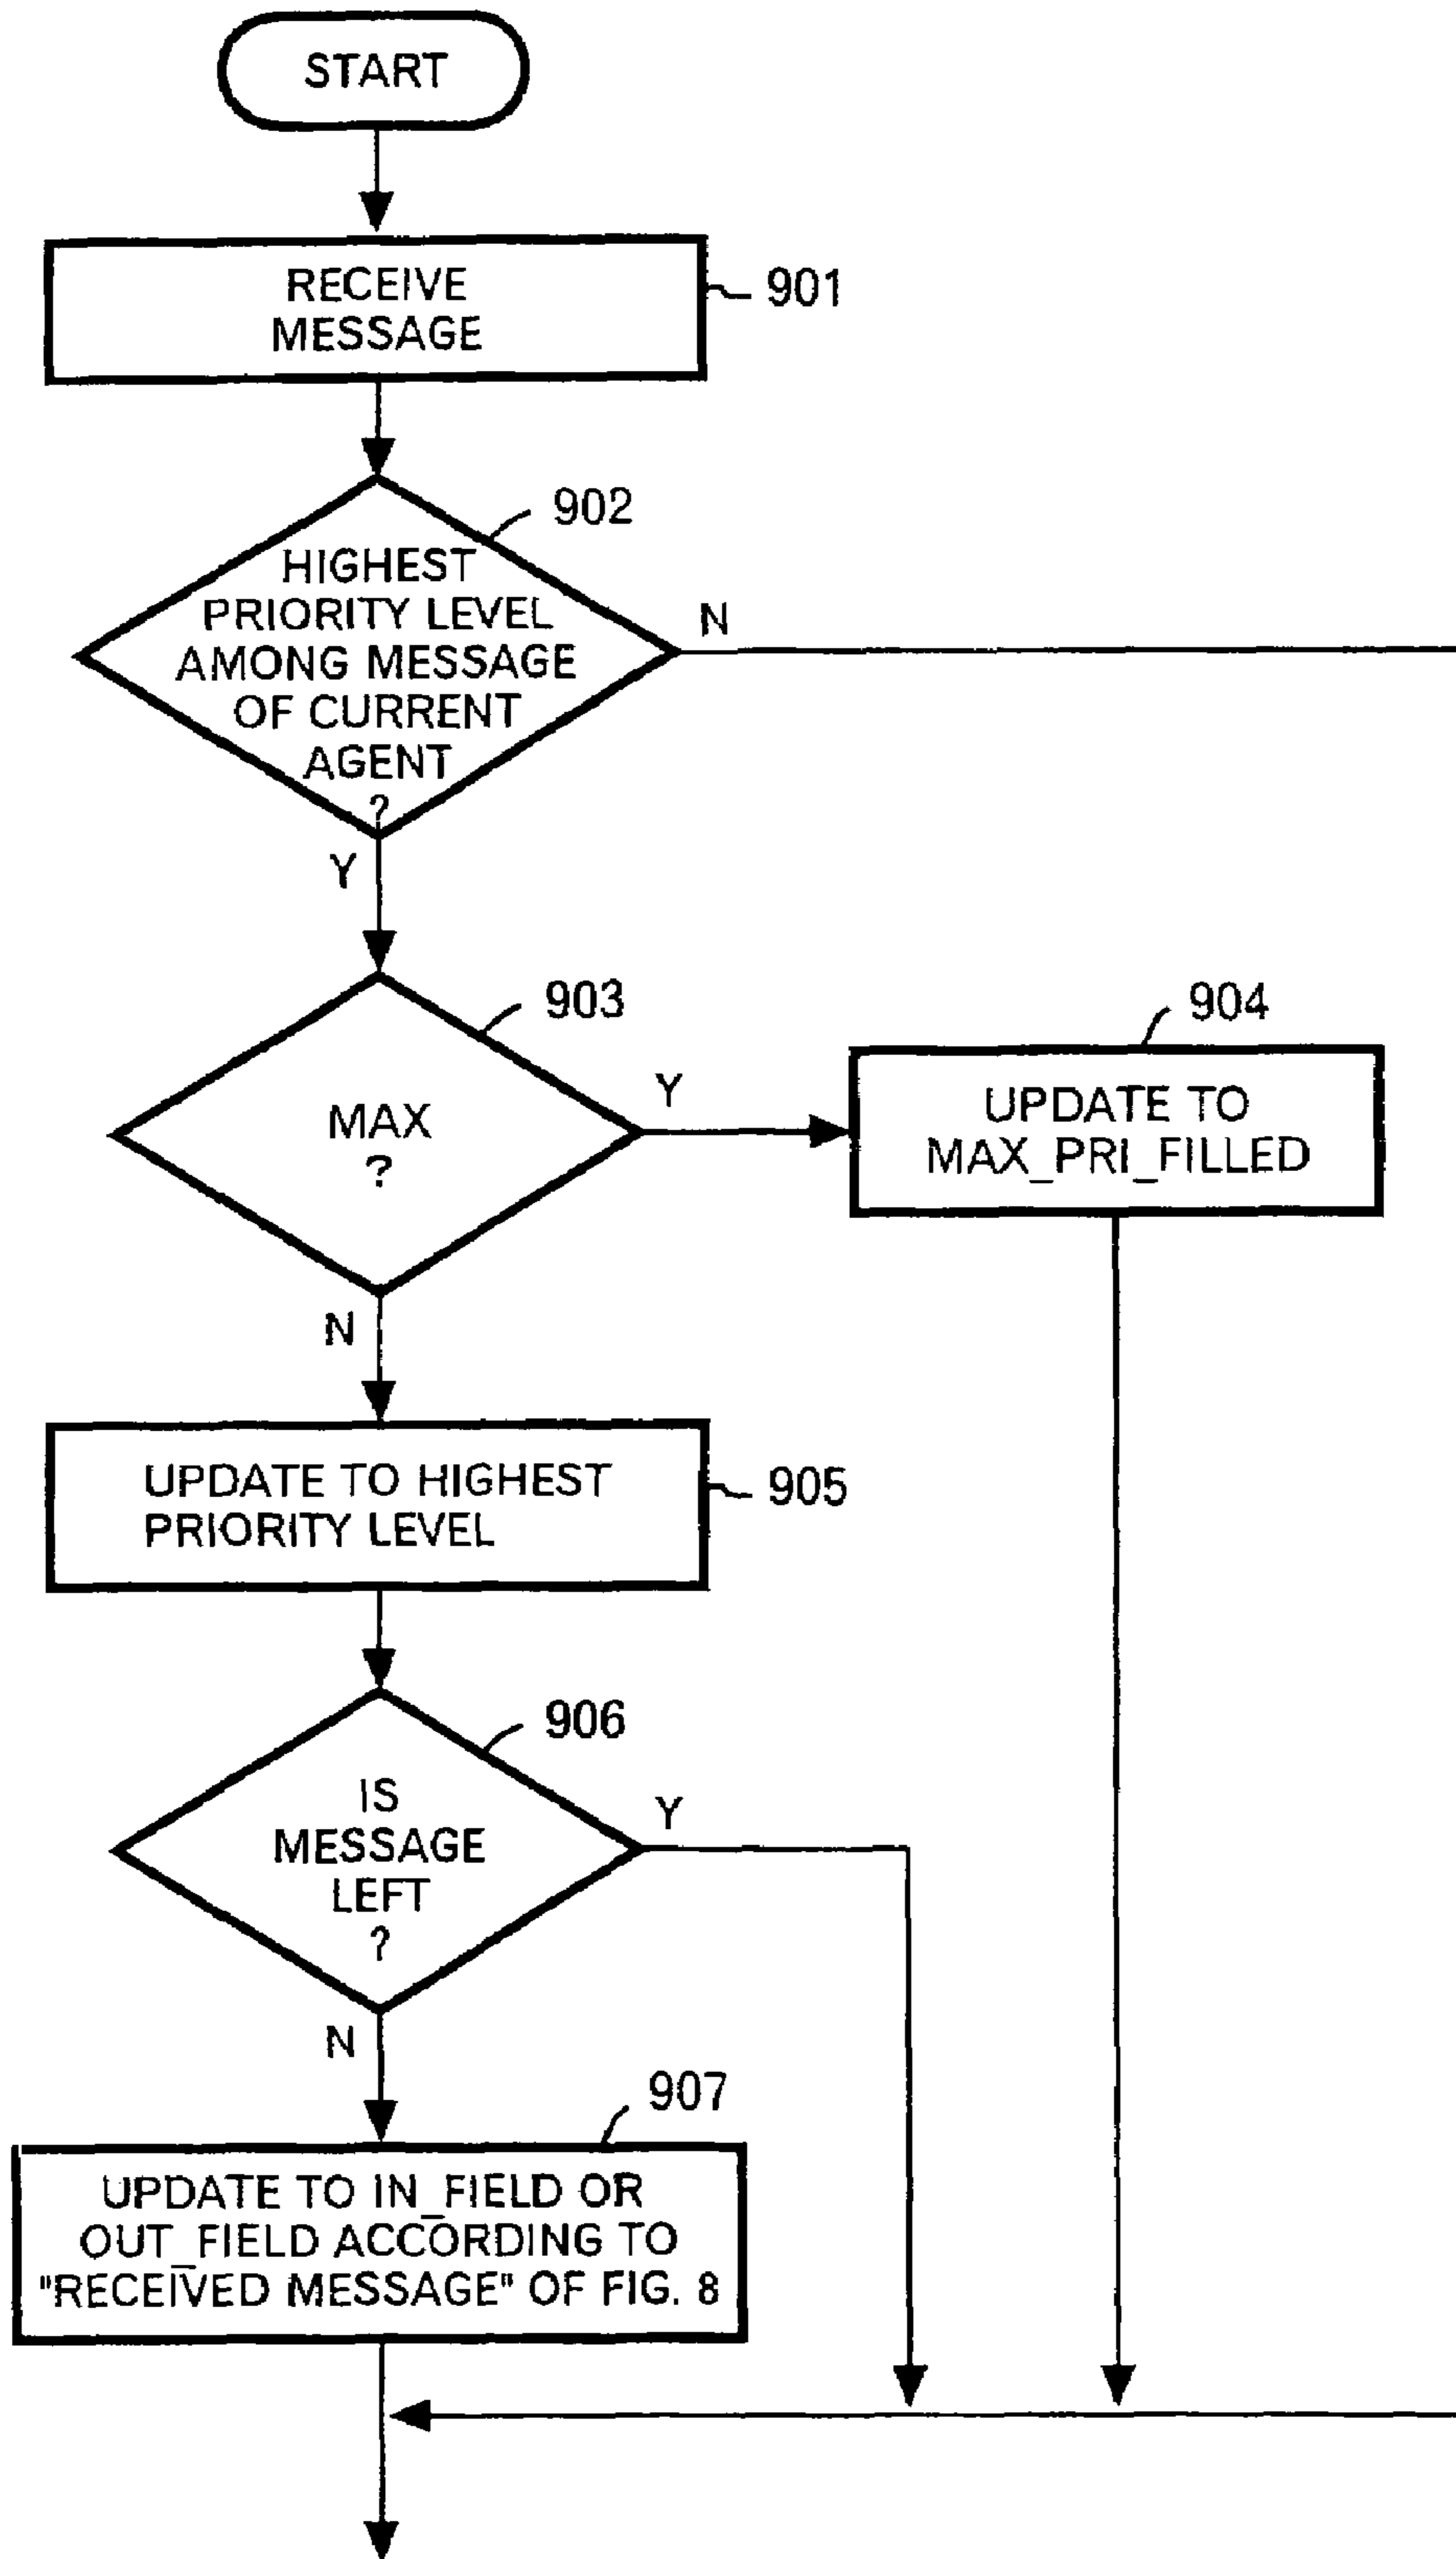 START
RECEIVE
MESSAGE
901
902
HIGHEST
PRIORITY LEVEL
AMONG MESSAGE
OF CURRENT
AGENT
?
N
Y
903
MAX
?
Y
904
UPDATE TO
MAX_PRI_FILLED
N
UPDATE TO HIGHEST
PRIORITY LEVEL
905
906
IS
MESSAGE
LEFT
?
Y
N
907
UPDATE TO IN_FIELD OR
OUT_FIELD ACCORDING TO
"RECEIVED MESSAGE" OF FIG. 8